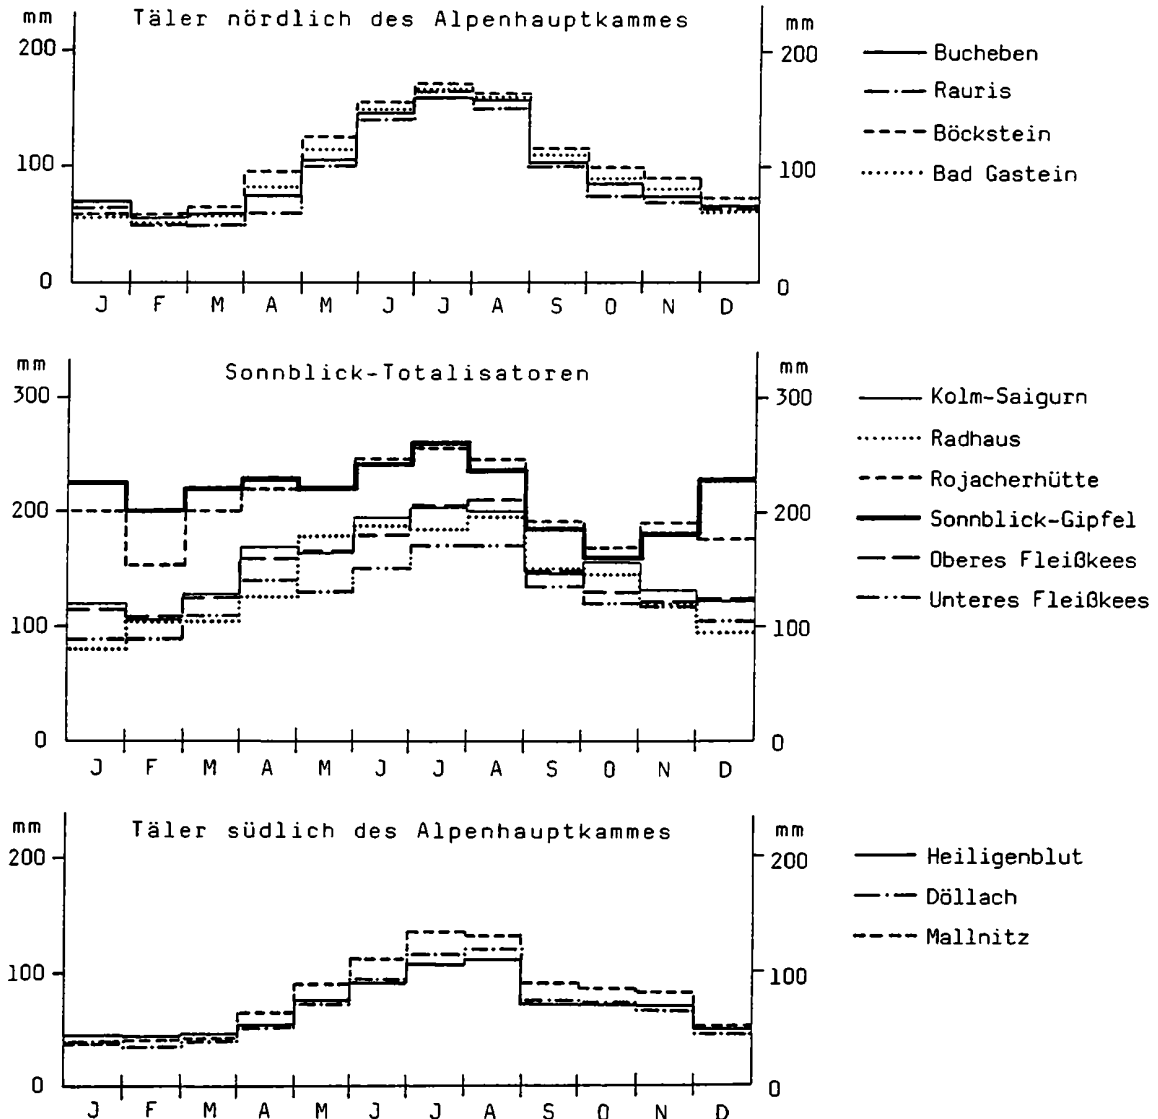 mm Täler nördlich des Alpenhauptkammes mm
200 200
100 100
0 0
J F M A M J J A S O N D
Bucheben
Rauris
Böckstein
Bad Gastein
mm Sonnblick-Totalisatoren mm
300 300
200 200
100 100
0 0
J F M A M J J A S O N D
Kolm-Saigurn
Radhaus
Rojacherhütte
Sonnblick-Gipfel
Oberes Fleißkees
Unteres Fleißkees
mm Täler südlich des Alpenhauptkammes mm
200 200
100 100
0 0
J F M A M J J A S O N D
Heiligenblut
Döllach
Mallnitz